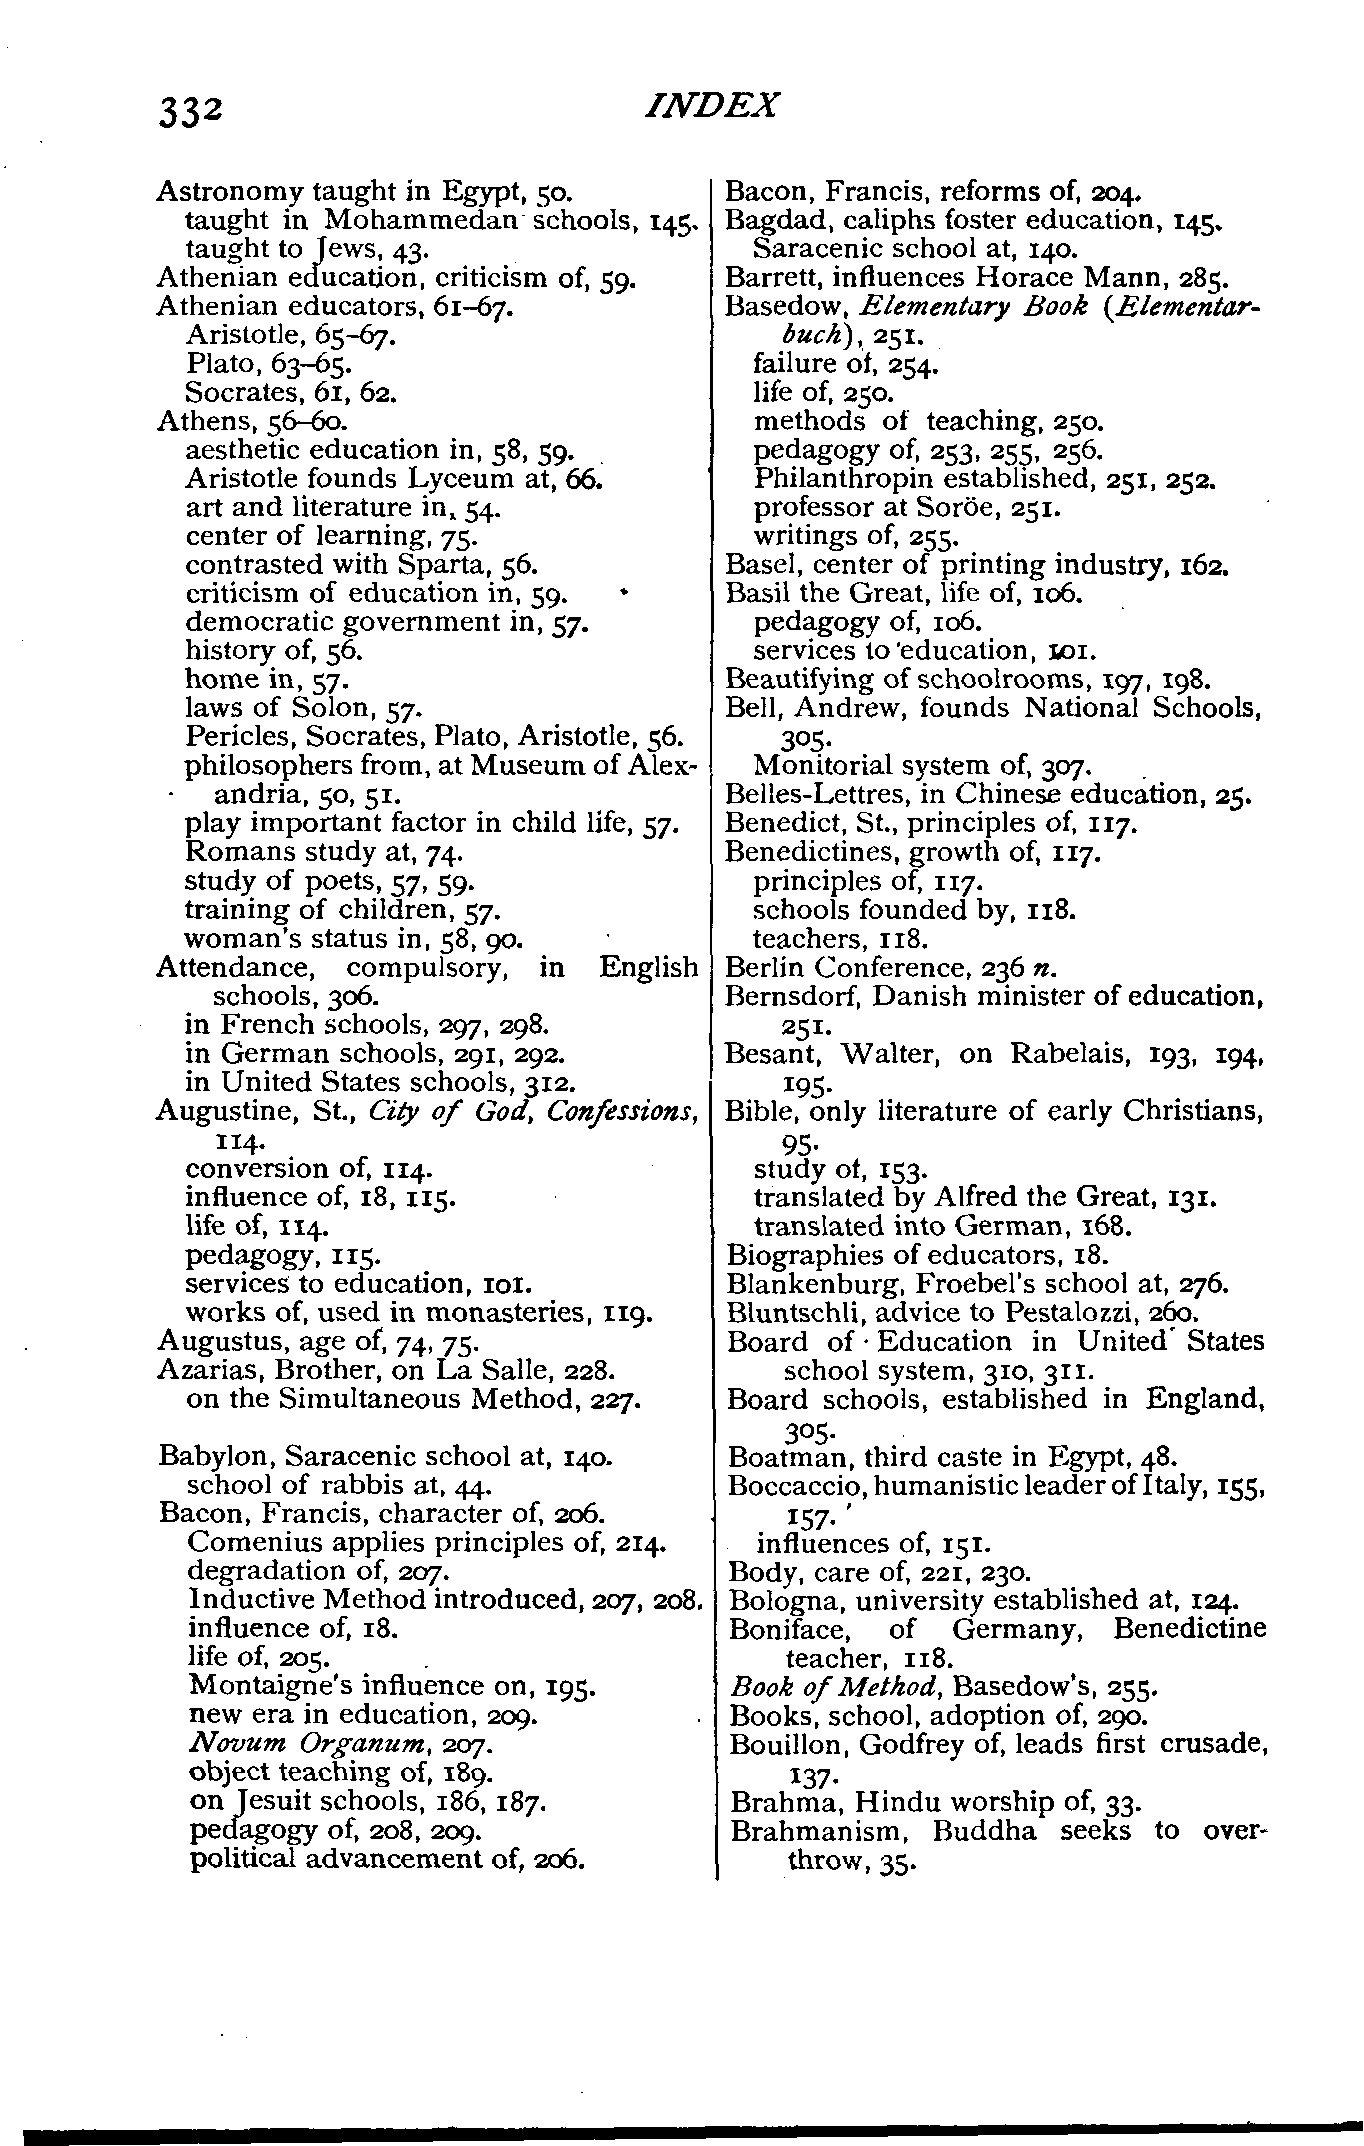 332
INDEX
Astronomy taught in Egypt, 50.
taught in Mohammedan schools, 145.
taught to Jews, 43.
Athenian education, criticism of, 59.
Athenian educators, 61–67.
Aristotle, 65–67.
Plato, 63–65.
Socrates, 61, 62.
Athens, 56–60.
aesthetic education in, 58, 59.
Aristotle founds Lyceum at, 66.
art and literature in, 54.
center of learning, 75.
contrasted with Sparta, 56.
criticism of education in, 59.
democratic government in, 57.
history of, 56.
home in, 57.
laws of Solon, 57.
Pericles, Socrates, Plato, Aristotle, 56.
philosophers from, at Museum of Alex-
andria, 50, 51.
play important factor in child life, 57.
Romans study at, 74.
study of poets, 57, 59.
training of children, 57.
woman's status in, 58, 90.
Attendance, compulsory, in English
schools, 306.
in French schools, 297, 298.
in German schools, 291, 292.
in United States schools, 312.
Augustine, St., City of God, Confessions,
114.
conversion of, 114.
influence of, 18, 115.
life of, 114.
pedagogy, 115.
services to education, 101.
works of, used in monasteries, 119.
Augustus, age of, 74, 75.
Azarias, Brother, on La Salle, 228.
on the Simultaneous Method, 227.
Babylon, Saracenic school at, 140.
school of rabbis at, 44.
Bacon, Francis, character of, 206.
Comenius applies principles of, 214.
degradation of, 207.
Inductive Method introduced, 207, 208.
influence of, 18.
life of, 205.
Montaigne's influence on, 195.
new era in education, 209.
Novum Organum, 207.
object teaching of, 189.
on Jesuit schools, 186, 187.
pedagogy of, 208, 209.
political advancement of, 206.
Bacon, Francis, reforms of, 204.
Bagdad, caliphs foster education, 145.
Saracenic school at, 140.
Barrett, influences Horace Mann, 285.
Basedow, Elementary Book (Elementar-
buch), 251.
failure of, 254.
life of, 250.
methods of teaching, 250.
pedagogy of, 253, 255, 256.
Philanthropin established, 251, 252.
professor at Soröe, 251.
writings of, 255.
Basel, center of printing industry, 162.
Basil the Great, life of, 106.
pedagogy of, 106.
services to education, 101.
Beautifying of schoolrooms, 197, 198.
Bell, Andrew, founds National Schools,
305.
Monitorial system of, 307.
Belles-Lettres, in Chinese education, 25.
Benedict, St., principles of, 117.
Benedictines, growth of, 117.
principles of, 117.
schools founded by, 118.
teachers, 118.
Berlin Conference, 236 n.
Bernsdorf, Danish minister of education,
251.
Besant, Walter, on Rabelais, 193, 194,
195.
Bible, only literature of early Christians,
95.
study of, 153.
translated by Alfred the Great, 131.
translated into German, 168.
Biographies of educators, 18.
Blankenburg, Froebel's school at, 276.
Bluntschli, advice to Pestalozzi, 260.
Board of Education in United States
school system, 310, 311.
Board schools, established in England,
305.
Boatman, third caste in Egypt, 48.
Boccaccio, humanistic leader of Italy, 155,
157.
influences of, 151.
Body, care of, 221, 230.
Bologna, university established at, 124.
Boniface, of Germany, Benedictine
teacher, 118.
Book of Method, Basedow's, 255.
Books, school, adoption of, 290.
Bouillon, Godfrey of, leads first crusade,
137.
Brahma, Hindu worship of, 33.
Brahmanism, Buddha seeks to over-
throw, 35.